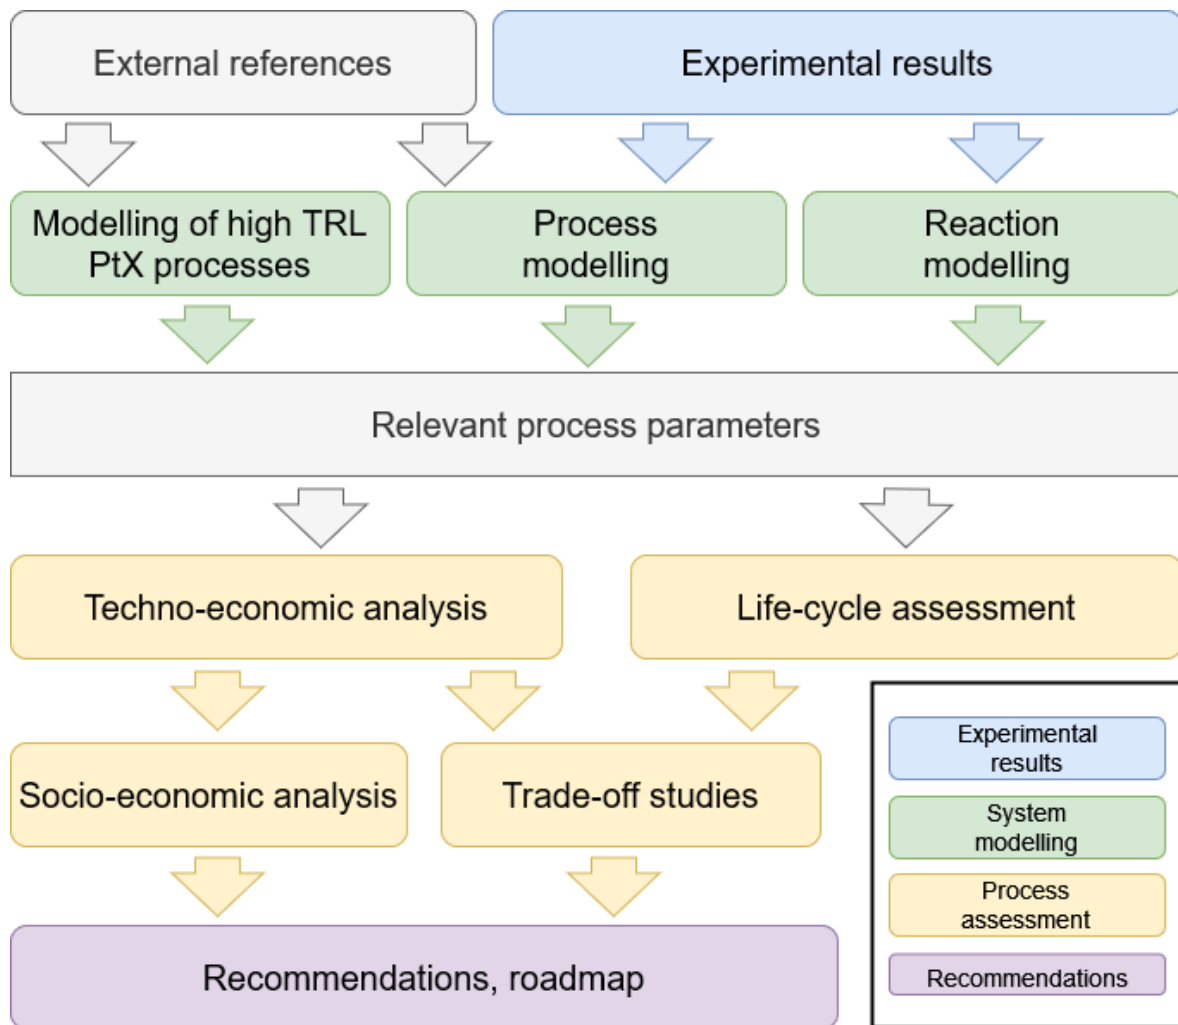 External references
Experimental results
Modelling of high TRL
PtX processes
Process
modelling
Reaction
modelling
Relevant process parameters
Techno-economic analysis
Life-cycle assessment
Socio-economic analysis
Trade-off studies
Recommendations, roadmap
Experimental
results
System
modelling
Process
assessment
Recommendations